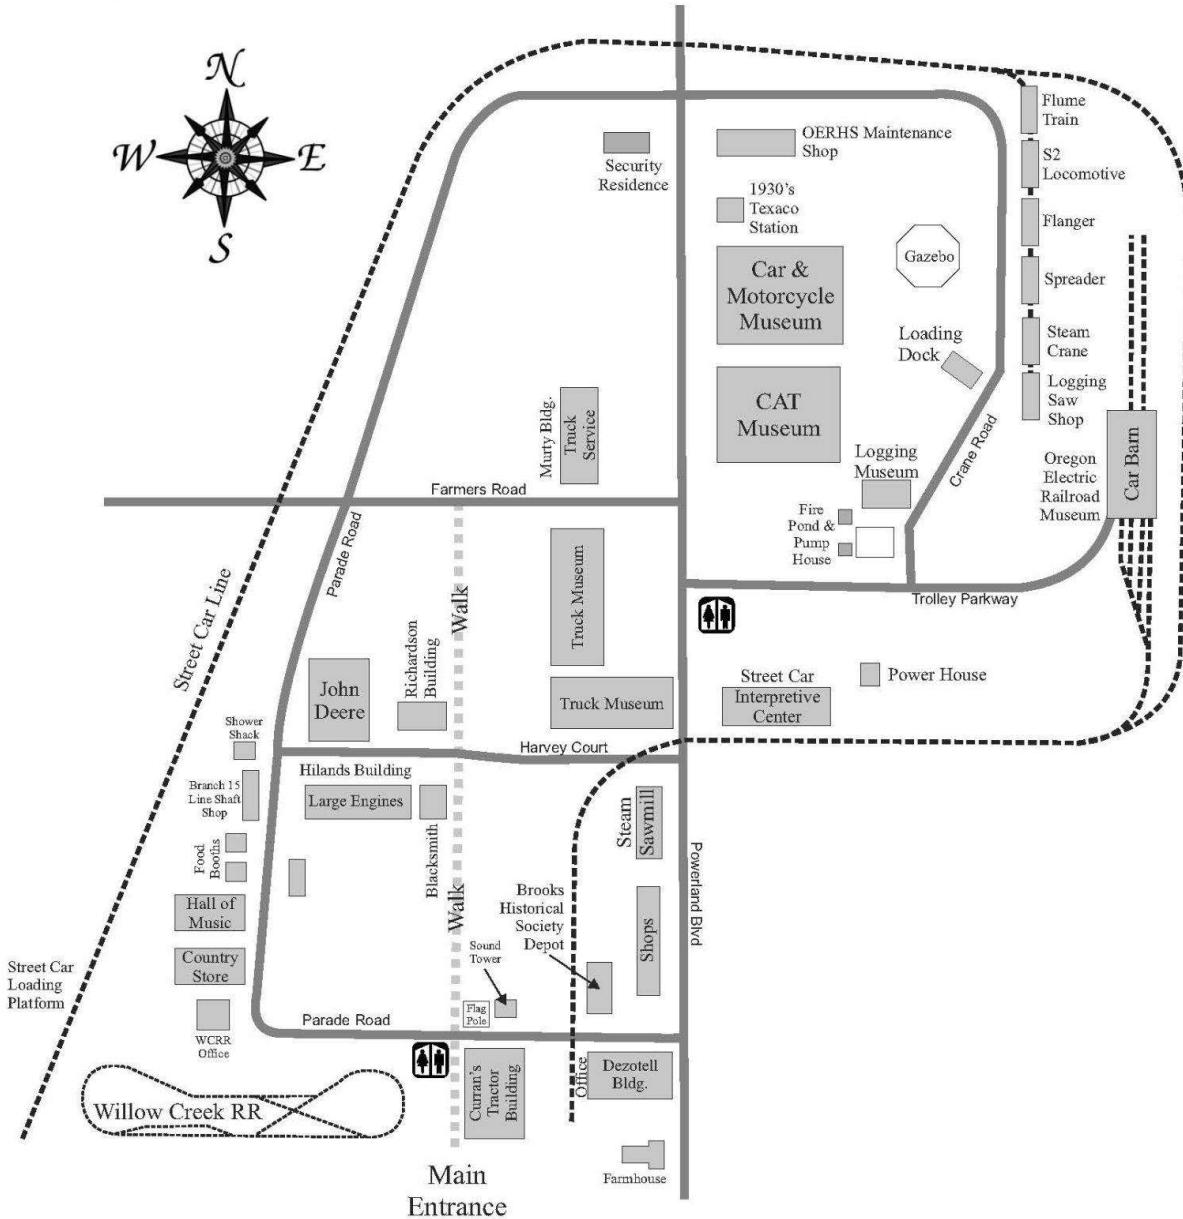 N
W
E
S
Flume
Train
OERHS Maintenance
Shop
Security
Residence
S2
Locomotive
1930's
Texaco
Station
Flanger
Gazebo
Car &
Motorcycle
Museum
Spreader
Loading
Dock
Steam
Crane
CAT
Museum
Logging
Saw
Shop
Murty Bldg.
Truck
Service
Crane Road
Car Barn
Logging
Museum
Oregon
Electric
Railroad
Museum
Farmers Road
Fire
Pond &
Pump
House
Parade Road
Truck Museum
Walk
Trolley Parkway
Street Car Line
Richardson
Building
John
Deere
Truck Museum
Street Car
Interpretive
Center
Power House
Shower
Shack
Harvey Court
Hilands Building
Large Engines
Branch 15
Line Shaft
Shop
Blacksmith
Steam
Sawmill
Food
Booths
Powerland Blvd
Walk
Brooks
Historical
Society
Depot
Shops
Hall of
Music
Sound
Tower
Country
Store
Street Car
Loading
Platform
Flag
Pole
Parade Road
WCRR
Office
Curran's
Tractor
Building
Office
Dezotell
Bldg.
Willow Creek RR
Main
Entrance
Farmhouse